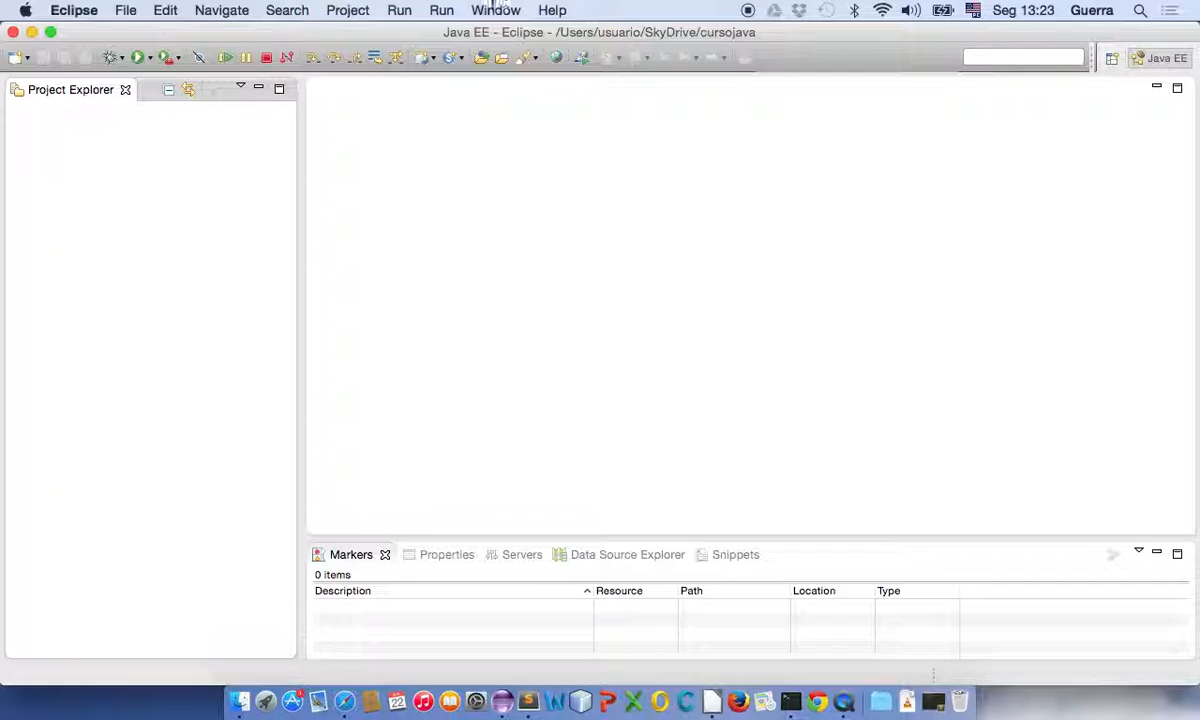 Eclipse File Edit Navigate Search Project Run Run Window Help Seg 13:23 Guerra
Java EE - Eclipse - /Users/usuario/SkyDrive/cursojava
Java EE
Project Explorer
Markers Properties Servers Data Source Explorer Snippets
0 items
Description Resource Path Location Type
22